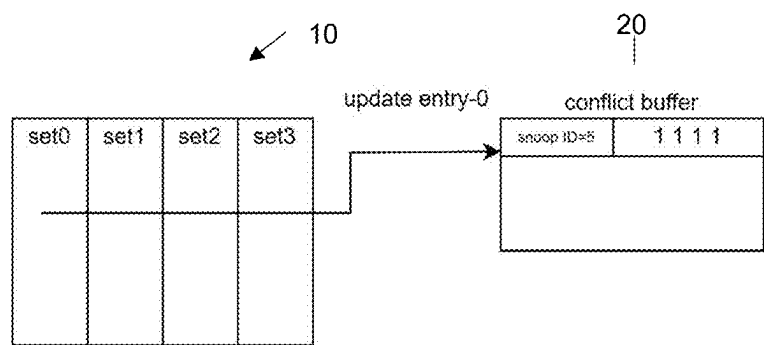 10
20
update entry-0
conflict buffer
set0 set1 set2 set3
snoop ID=5 1 1 1 1